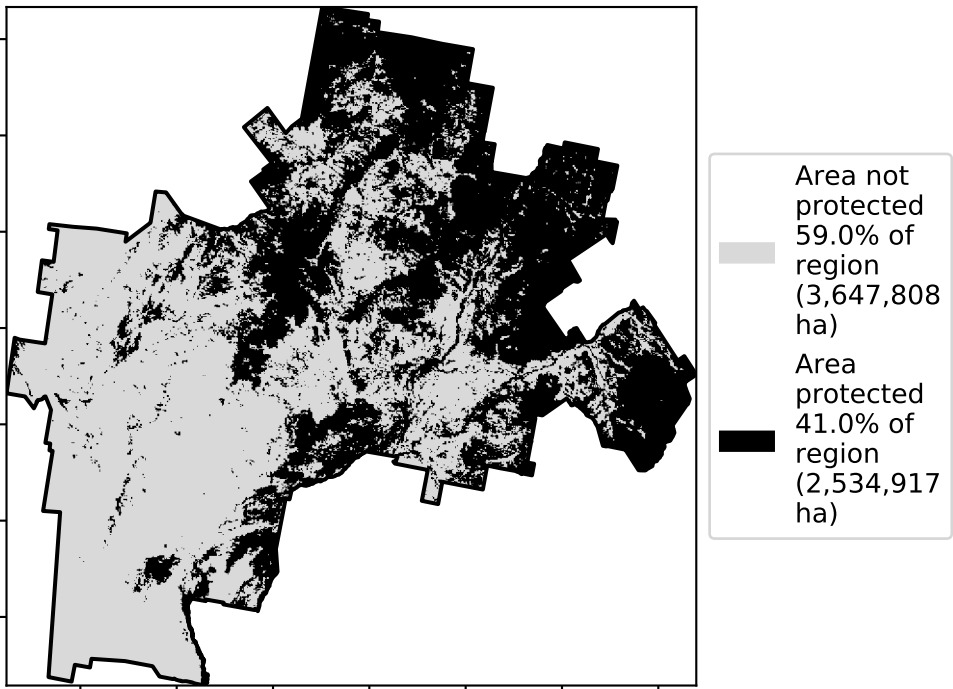 Area not
protected
59.0% of
region
(3,647,808
ha)
Area
protected
41.0% of
region
(2,534,917
ha)